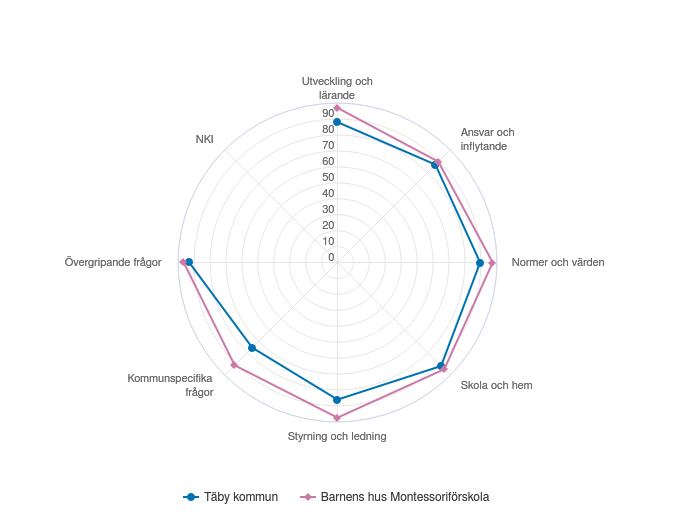 Utveckling och
lärande
Ansvar och
inflytande
NKI
90
80
70
60
50
40
30
20
10
0
Övergripande frågor
Normer och värden
Kommunspecifika
frågor
Skola och hem
Styrning och ledning
Täby kommun
Barnens hus Montessoriförskola